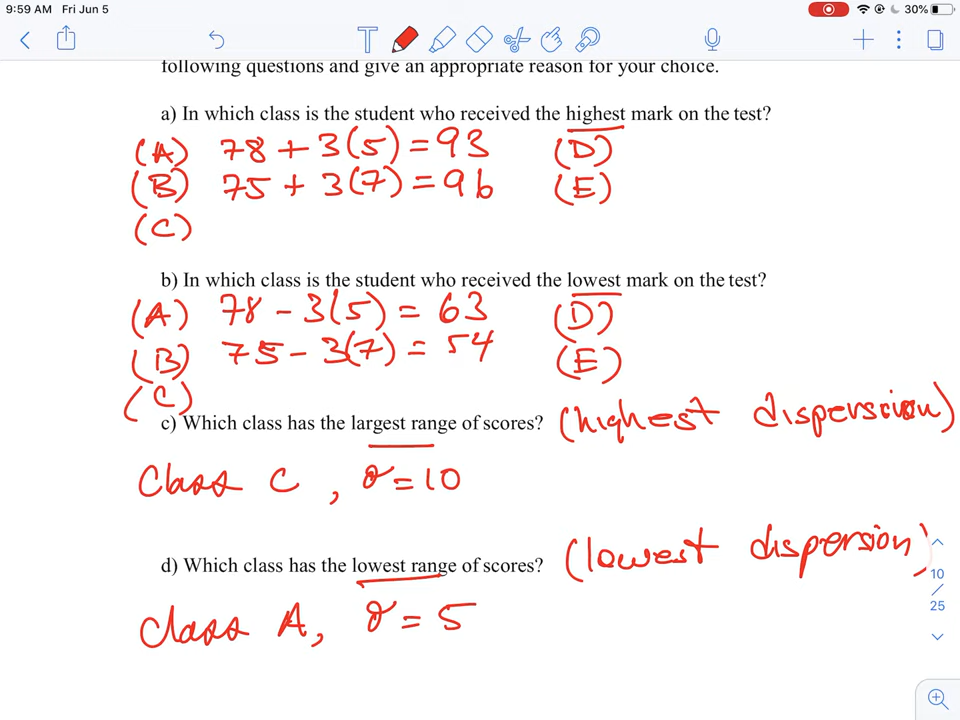 9:59 AM Fri Jun 5 30%
following questions and give an appropriate reason for your choice.
a) In which class is the student who received the highest mark on the test?
(A) 78 + 3(5) = 93 (D)
(B) 75 + 3(7) = 96 (E)
(C)
b) In which class is the student who received the lowest mark on the test?
(A) 78 - 3(5) = 63 (D)
(B) 75 - 3(7) = 54 (E)
(C)
c) Which class has the largest range of scores? (highest dispersion)
Class C, σ = 10
d) Which class has the lowest range of scores? (lowest dispersion)
Class A, σ = 5
10
/
25